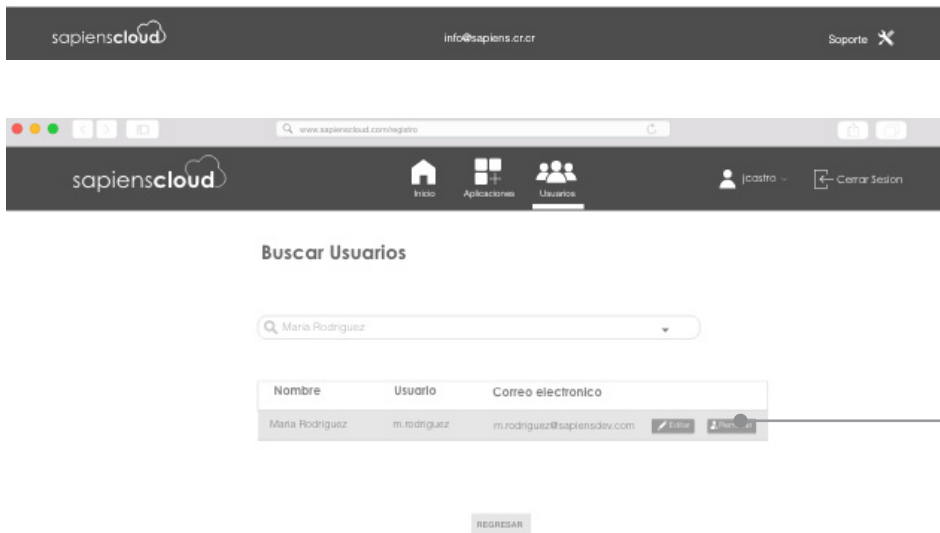 sapienscloud info@sapiens.cr.cr Soporte
www.sapienscloud.com/registro
sapienscloud Inicio Aplicaciones Usuarios jcastro Cerrar Sesion
Buscar Usuarios
Maria Rodriguez
Nombre Usuario Correo electronico
Maria Rodriguez m.rodriguez m.rodriguez@sapiensdev.com Editar
REGRESAR